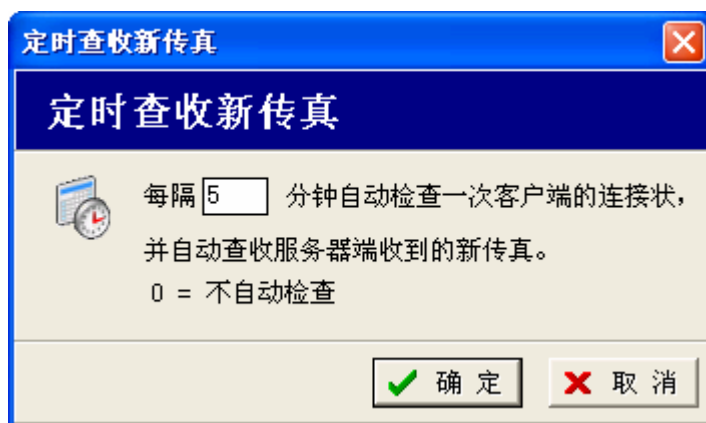 定时查收新传真
定时查收新传真
每隔 5 分钟自动检查一次客户端的连接状，
并自动查收服务器端收到的新传真。
0 = 不自动检查
确 定 取 消